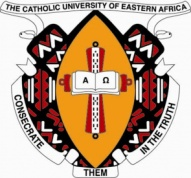 THE CATHOLIC UNIVERSITY OF EASTERN AFRICA
Α Ω
CONSECRATE
THEM
IN THE TRUTH